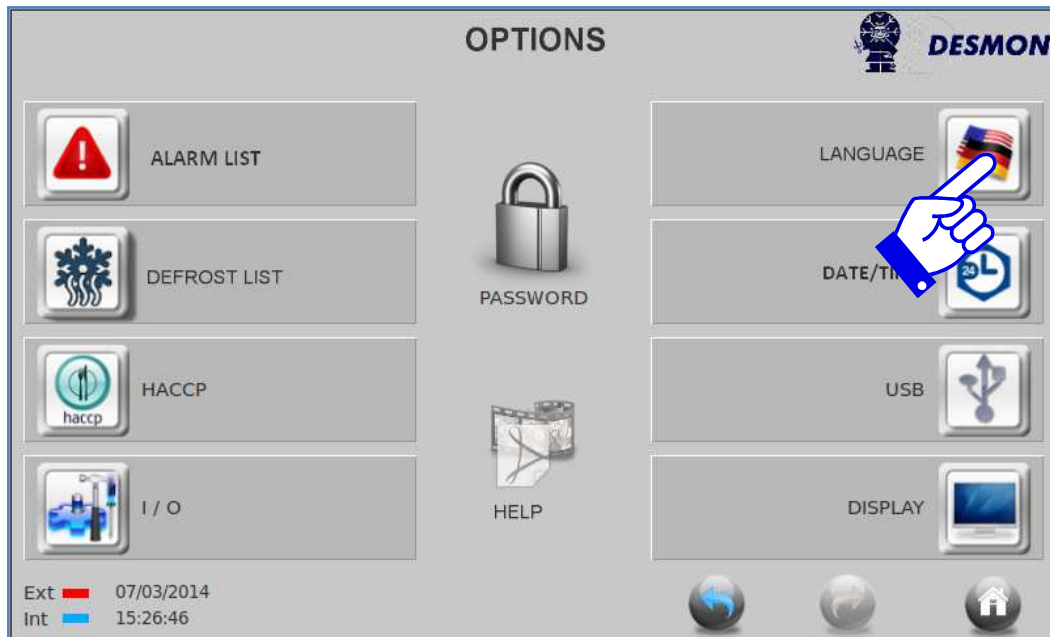 OPTIONS
DESMON
ALARM LIST
DEFROST LIST
HACCP
haccp
I / O
PASSWORD
HELP
LANGUAGE
24
USB
DISPLAY
Ext 07/03/2014
Int 15:26:46